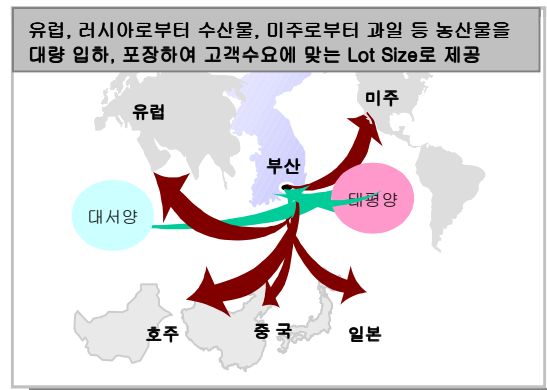 유럽, 러시아로부터 수산물, 미주로부터 과일 등 농산물을
대량 입하, 포장하여 고객수요에 맞는 Lot Size로 제공
유럽
미주
부산
대서양
태평양
호주
중 국
일본